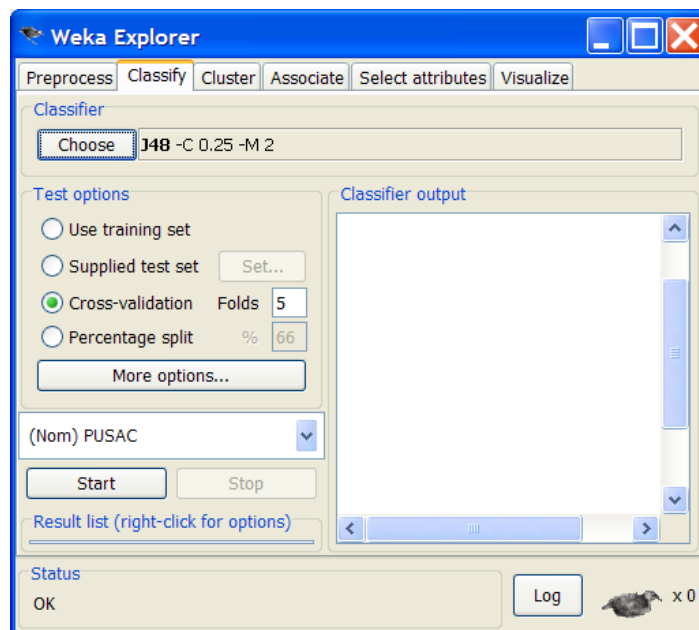 Weka Explorer
Preprocess Classify Cluster Associate Select attributes Visualize
Classifier
Choose J48 -C 0.25 -M 2
Test options
Use training set
Supplied test set Set...
Cross-validation Folds 5
Percentage split % 66
More options...
(Nom) PUSAC
Start Stop
Result list (right-click for options)
Classifier output
Status
OK
Log x 0